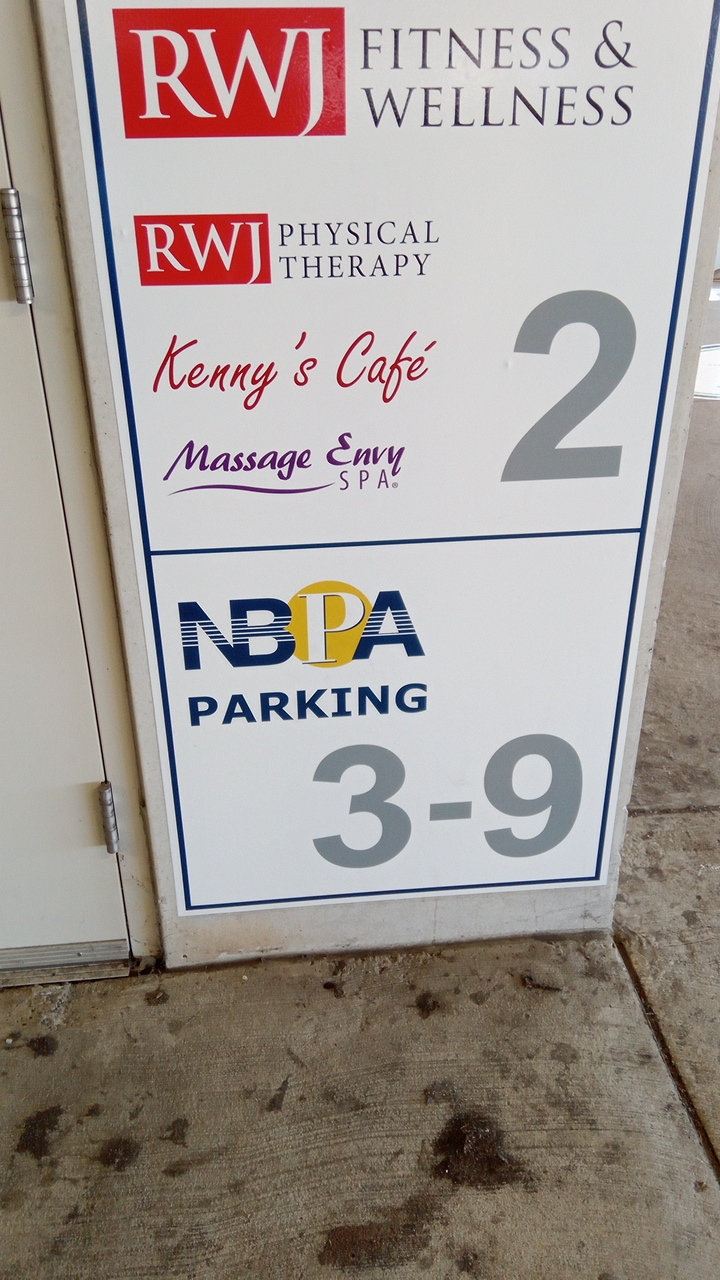 RWJ FITNESS &
WELLNESS
RWJ PHYSICAL
THERAPY
Kenny's Café
Massage Envy
SPA®
2
NBPA
PARKING
3-9